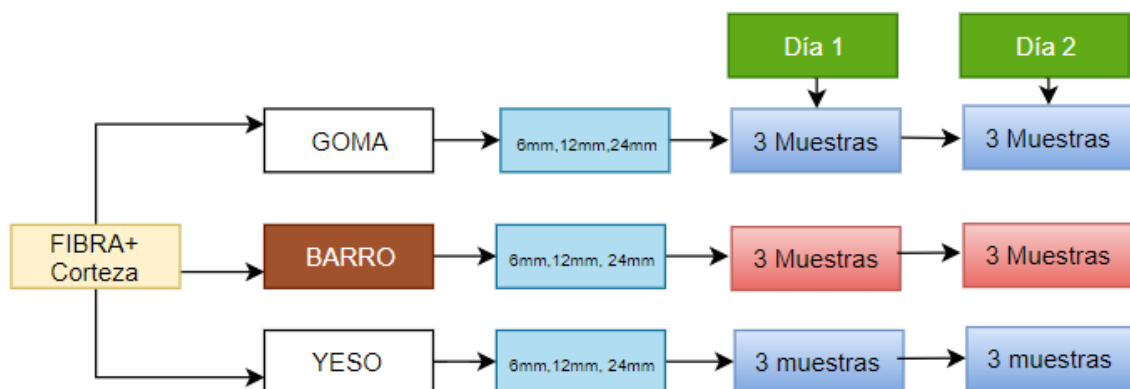 Día 1
Día 2
GOMA
6mm,12mm,24mm
3 Muestras
3 Muestras
FIBRA+
Corteza
BARRO
6mm,12mm, 24mm
3 Muestras
3 Muestras
YESO
6mm,12mm, 24mm
3 muestras
3 muestras